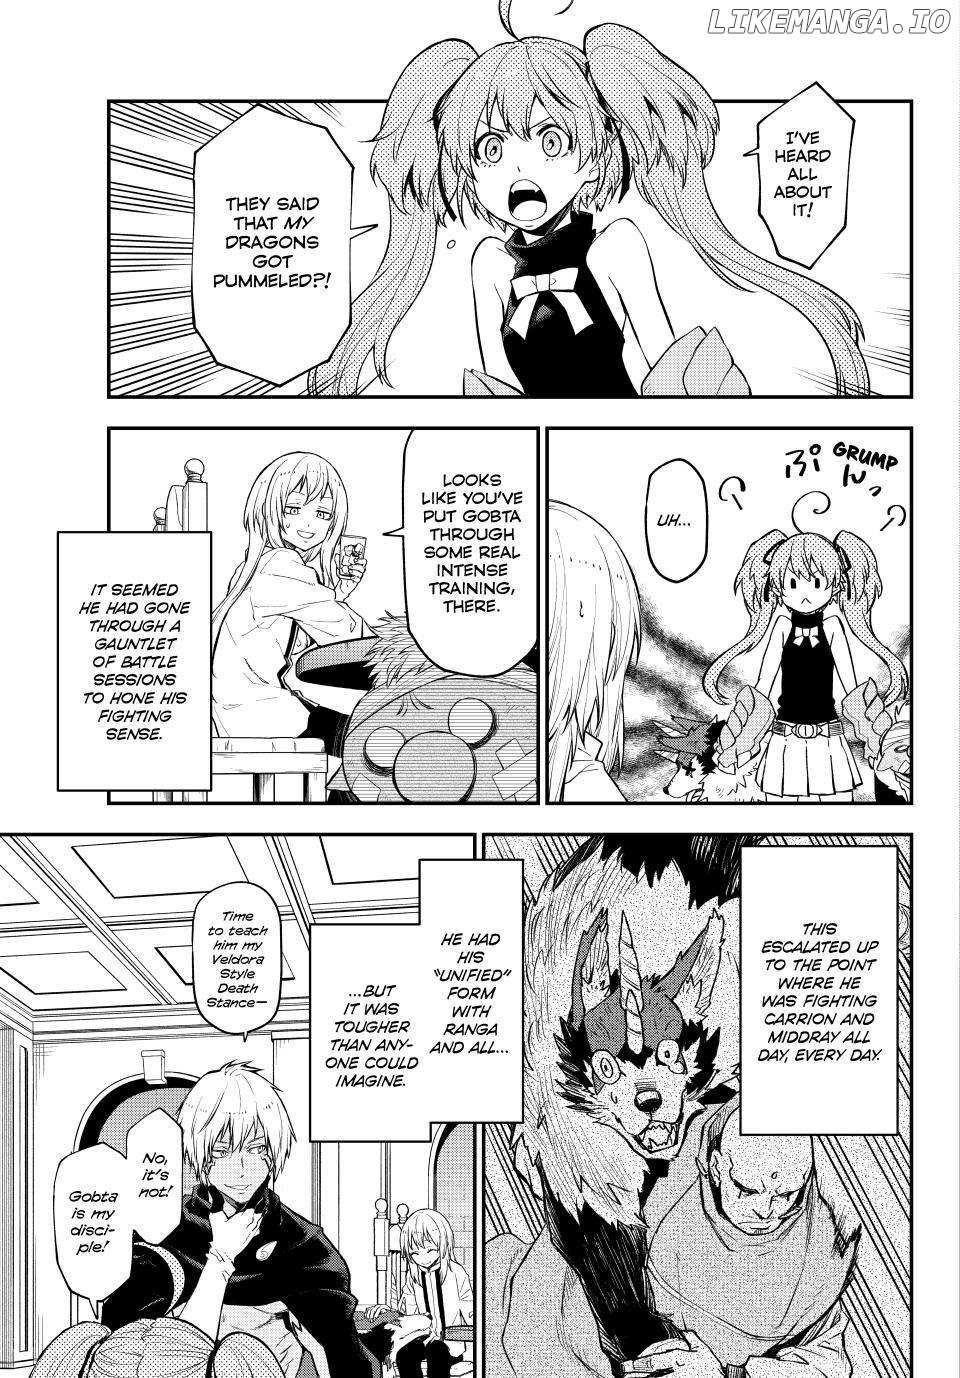 LIKEMANGA.IO
I'VE
HEARD
ALL
ABOUT
IT!
THEY SAID
THAT MY
DRAGONS
GOT
PUMMELED?!
ぷ
GRUMP
ん
UH...
LOOKS
LIKE YOU'VE
PUT GOBTA
THROUGH
SOME REAL
INTENSE
TRAINING,
THERE.
IT SEEMED
HE HAD GONE
THROUGH A
GAUNTLET
OF BATTLE
SESSIONS
TO HONE HIS
FIGHTING
SENSE.
THIS
ESCALATED UP
TO THE POINT
WHERE HE
WAS FIGHTING
CARRION AND
MIDDRAY ALL
DAY, EVERY DAY.
HE HAD
HIS
"UNIFIED"
FORM
WITH
RANGA
AND ALL...
...BUT
IT WAS
TOUGHER
THAN ANY-
ONE COULD
IMAGINE.
Time
to teach
him my
Veldora
Style
Death
Stance—
No,
it's
not!
Gobta
is my
disci-
ple!